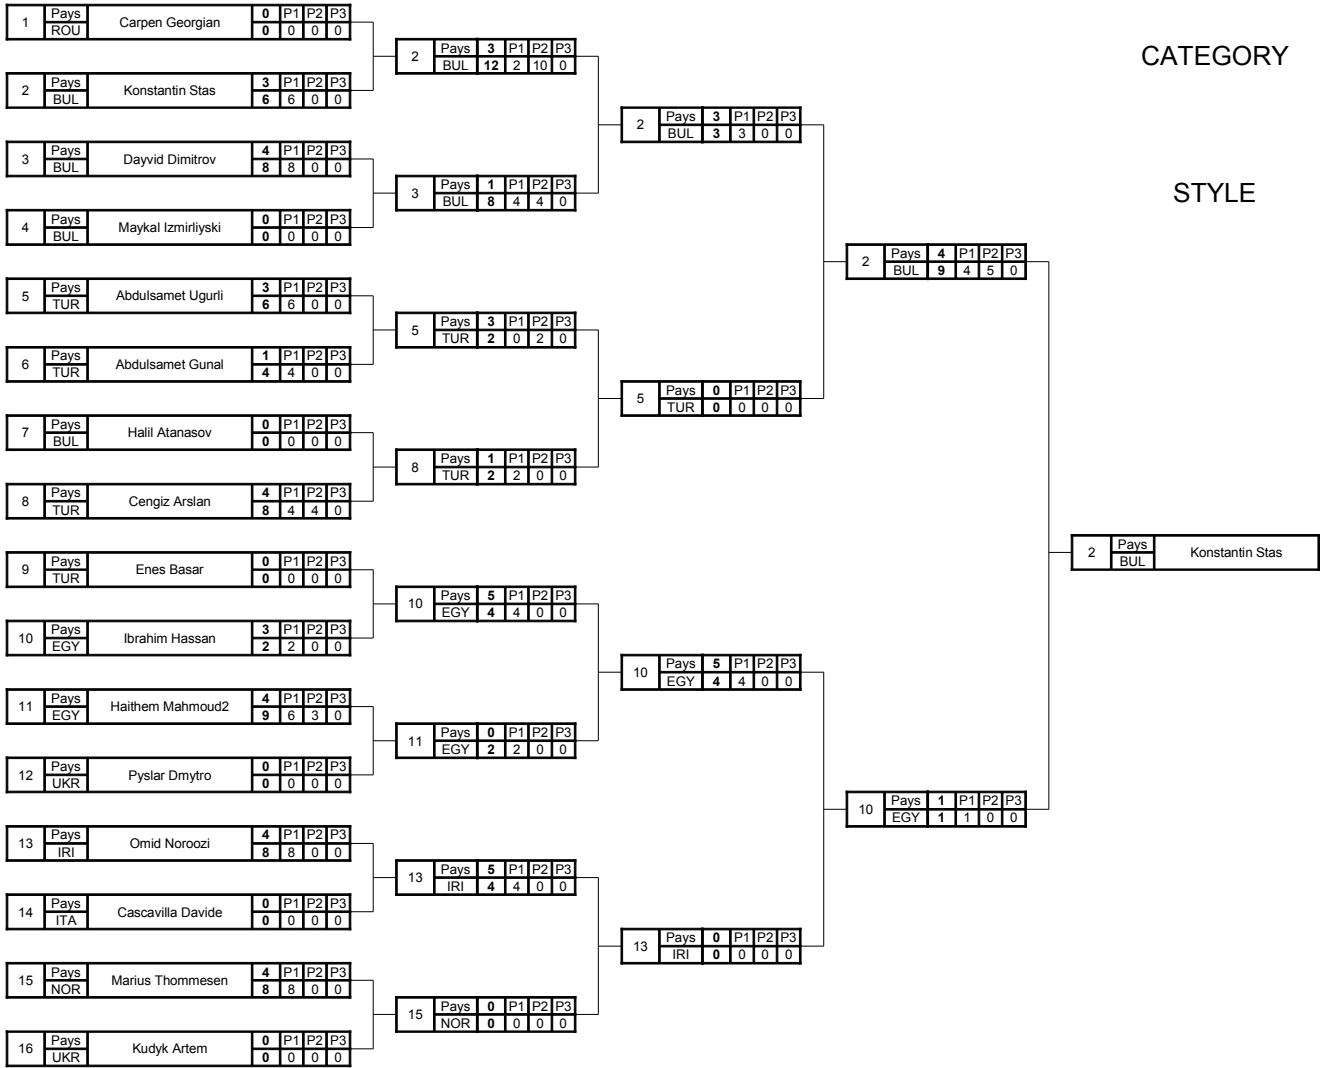 1 Pays Carpen Georgian 0 P1 P2 P3
ROU 0 0 0 0
2 Pays 3 P1 P2 P3
BUL 12 2 10 0
CATEGORY
2 Pays Konstantin Stas 3 P1 P2 P3
BUL 6 6 0 0
2 Pays 3 P1 P2 P3
BUL 3 3 0 0
3 Pays Dayvid Dimitrov 4 P1 P2 P3
BUL 8 8 0 0
3 Pays 1 P1 P2 P3
BUL 8 4 4 0
STYLE
4 Pays Maykal Izmirliyski 0 P1 P2 P3
BUL 0 0 0 0
2 Pays 4 P1 P2 P3
BUL 9 4 5 0
5 Pays Abdulsamet Ugurli 3 P1 P2 P3
TUR 6 6 0 0
5 Pays 3 P1 P2 P3
TUR 2 0 2 0
6 Pays Abdulsamet Gunal 1 P1 P2 P3
TUR 4 4 0 0
5 Pays 0 P1 P2 P3
TUR 0 0 0 0
7 Pays Halil Atanasov 0 P1 P2 P3
BUL 0 0 0 0
8 Pays 1 P1 P2 P3
TUR 2 2 0 0
8 Pays Cengiz Arslan 4 P1 P2 P3
TUR 8 4 4 0
2 Pays Konstantin Stas
BUL
9 Pays Enes Basar 0 P1 P2 P3
TUR 0 0 0 0
10 Pays 5 P1 P2 P3
EGY 4 4 0 0
10 Pays Ibrahim Hassan 3 P1 P2 P3
EGY 2 2 0 0
10 Pays 5 P1 P2 P3
EGY 4 4 0 0
11 Pays Haithem Mahmoud2 4 P1 P2 P3
EGY 9 6 3 0
11 Pays 0 P1 P2 P3
EGY 2 2 0 0
12 Pays Pyslar Dmytro 0 P1 P2 P3
UKR 0 0 0 0
10 Pays 1 P1 P2 P3
EGY 1 1 0 0
13 Pays Omid Noroozi 4 P1 P2 P3
IRI 8 8 0 0
13 Pays 5 P1 P2 P3
IRI 4 4 0 0
14 Pays Cascavilla Davide 0 P1 P2 P3
ITA 0 0 0 0
13 Pays 0 P1 P2 P3
IRI 0 0 0 0
15 Pays Marius Thommesen 4 P1 P2 P3
NOR 8 8 0 0
15 Pays 0 P1 P2 P3
NOR 0 0 0 0
16 Pays Kudyk Artem 0 P1 P2 P3
UKR 0 0 0 0